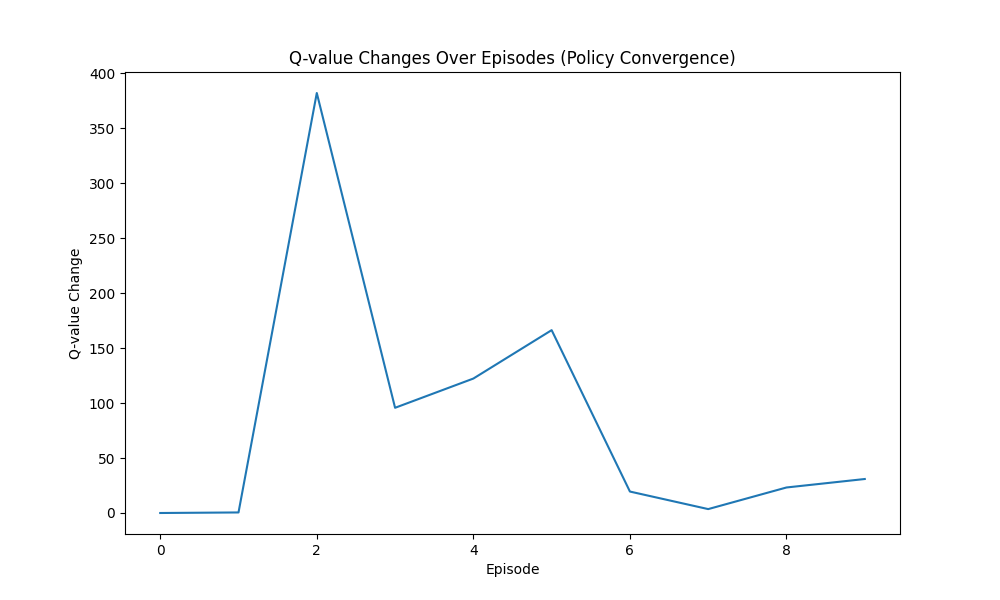 Q-value Changes Over Episodes (Policy Convergence)
400
350
300
250
200
150
100
50
0
Q-value Change
0 2 4 6 8
Episode